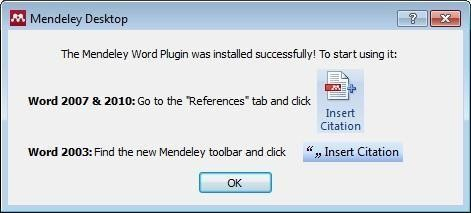 Mendeley Desktop
The Mendeley Word Plugin was installed successfully! To start using it:
Word 2007 & 2010: Go to the "References" tab and click
Insert
Citation
Word 2003: Find the new Mendeley toolbar and click
“ „ Insert Citation
OK